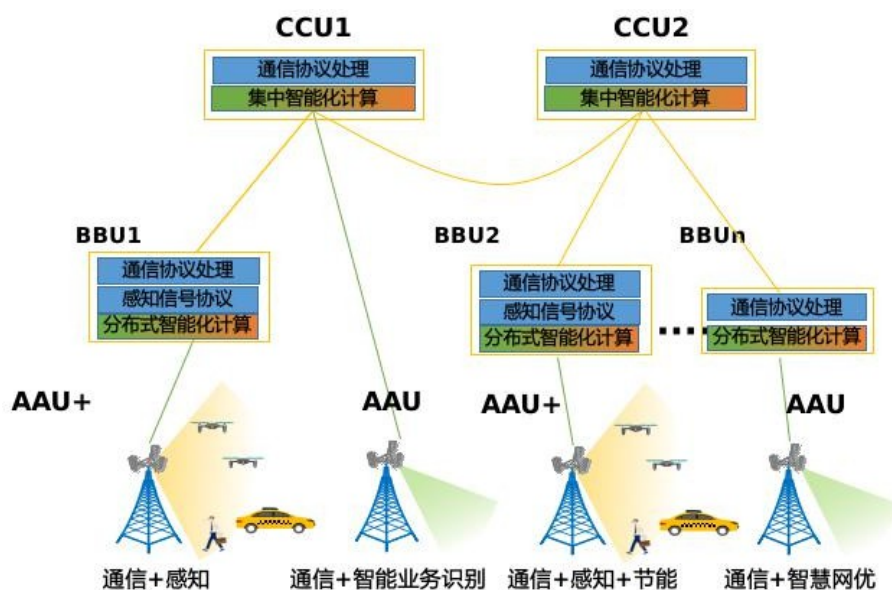 CCU1
CCU2
通信协议处理
集中智能化计算
通信协议处理
集中智能化计算
BBU1
BBU2
BBUn
通信协议处理
感知信号协议
分布式智能化计算
通信协议处理
感知信号协议
分布式智能化计算
通信协议处理
分布式智能化计算
AAU+
AAU
AAU+
AAU
通信+感知
通信+智能业务识别
通信+感知+节能
通信+智慧网优